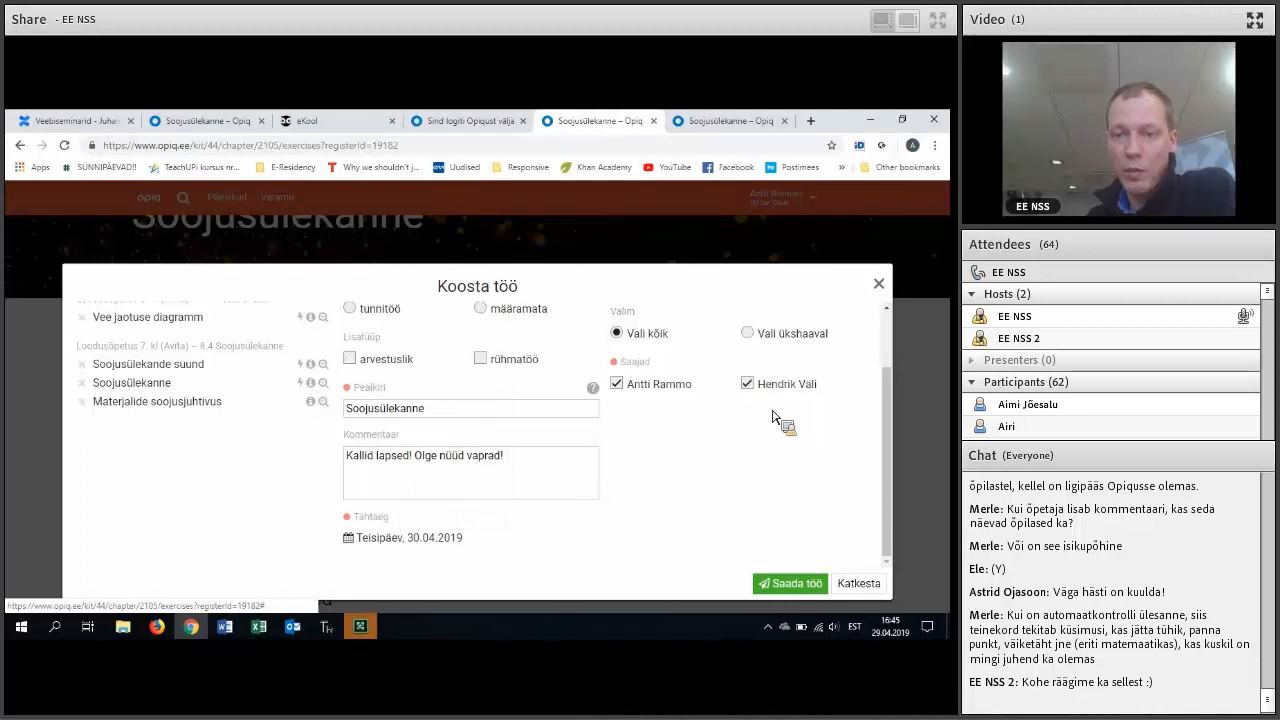 Share - EE NSS
Video (1)
Veebiseminarid - Juha
Soojusülekanne – Opiq
eKool
Sind logiti Opiqust välja
Soojusülekanne – Opiq
Soojusülekanne – Opiq
https://www.opiq.ee/kit/44/chapter/2105/exercises?registerId=19182
Apps
SÜNNIPÄEVAD!!
TeachUP! kursus nr...
E-Residency
Why we shouldn't j...
Uudised
Responsive
Khan Academy
YouTube
Facebook
Postimees
Other bookmarks
opiq
Päevikud
Varamu
Antti Rammo
Soojusülekanne
EE NSS
Koosta töö
Vee jaotuse diagramm
Loodusõpetus 7. kl (Avita) – 8.4 Soojusülekanne
Soojusülekande suund
Soojusülekanne
Materjalide soojusjuhtivus
tunnitöö
määramata
Lisatüüp
arvestuslik
rühmatöö
Pealkiri
Soojusülekanne
Kommentaar
Kallid lapsed! Olge nüüd vaprad!
Tähtaeg
Teisipäev, 30.04.2019
Valim
Vali kõik
Vali ükshaaval
Saajad
Antti Rammo
Hendrik Väli
Saada töö
Katkesta
https://www.opiq.ee/kit/44/chapter/2105/exercises?registerId=19182#
EST
16:45
29.04.2019
Attendees (64)
EE NSS
Hosts (2)
EE NSS
EE NSS 2
Presenters (0)
Participants (62)
Aimi Jõesalu
Airi
Chat (Everyone)
õpilastel, kellel on ligipääs Opiqusse olemas.
Merle: Kui õpetaja lisab kommentaari, kas seda
näevad õpilased ka?
Merle: Või on see isikupõhine
Ele: (Y)
Astrid Ojasoon: Väga hästi on kuulda!
Merle: Kui on automaatkontrolli ülesanne, siis
teinekord tekitab küsimusi, kas jätta tühik, panna
punkt, väiketäht jne (eriti matemaatikas), kas kuskil on
mingi juhend ka olemas
EE NSS 2: Kohe räägime ka sellest :)